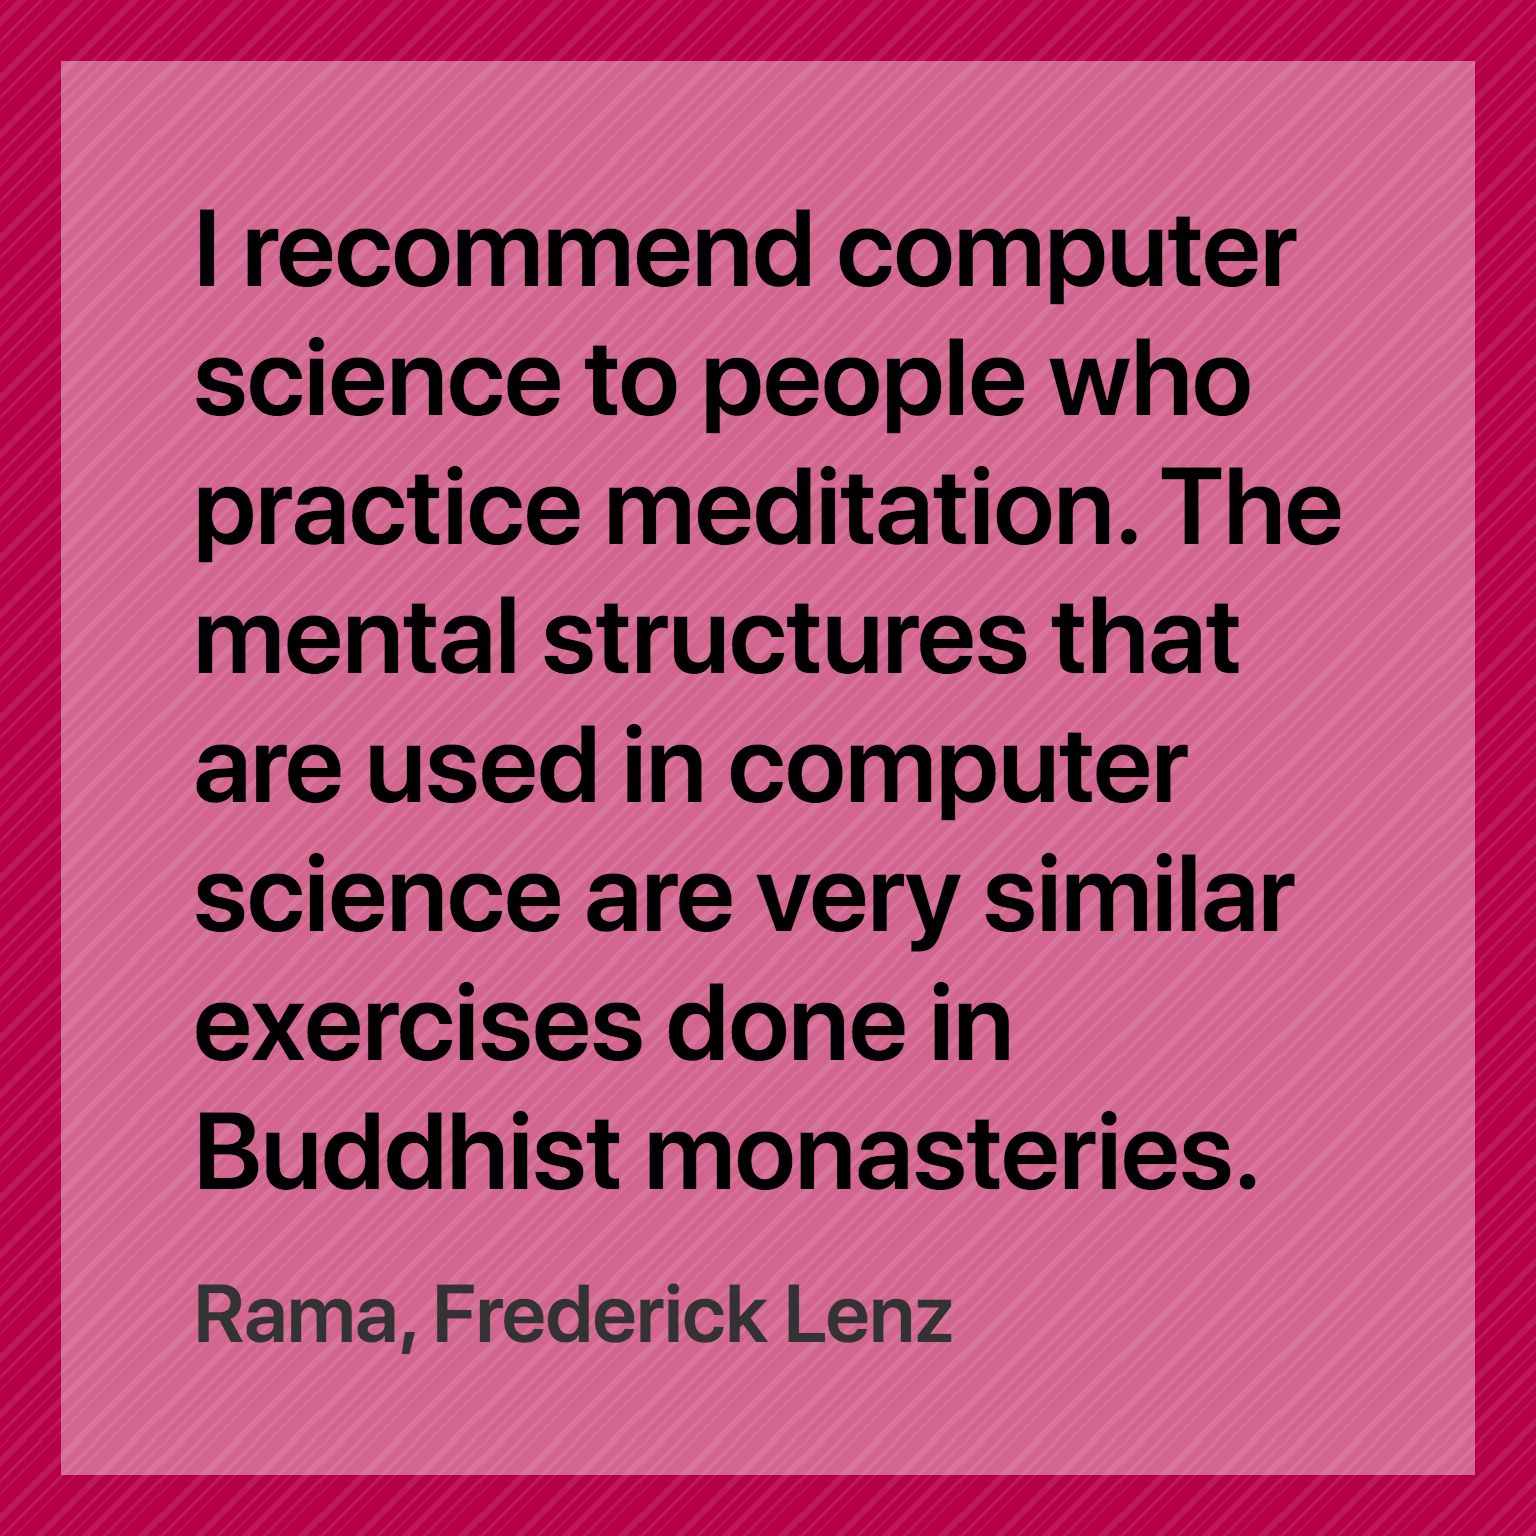 I recommend computer
science to people who
practice meditation. The
mental structures that
are used in computer
science are very similar
exercises done in
Buddhist monasteries.
Rama, Frederick Lenz